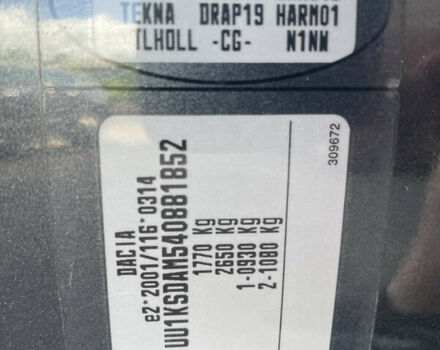 TEKNA DRAP19 HARM01
TLHOLL -CG- N1NW
DACIA
e2*2001/116*0314
UU1KSDAM540881852
1770 Kg
2650 Kg
1-0930 Kg
2-1080 Kg
309672